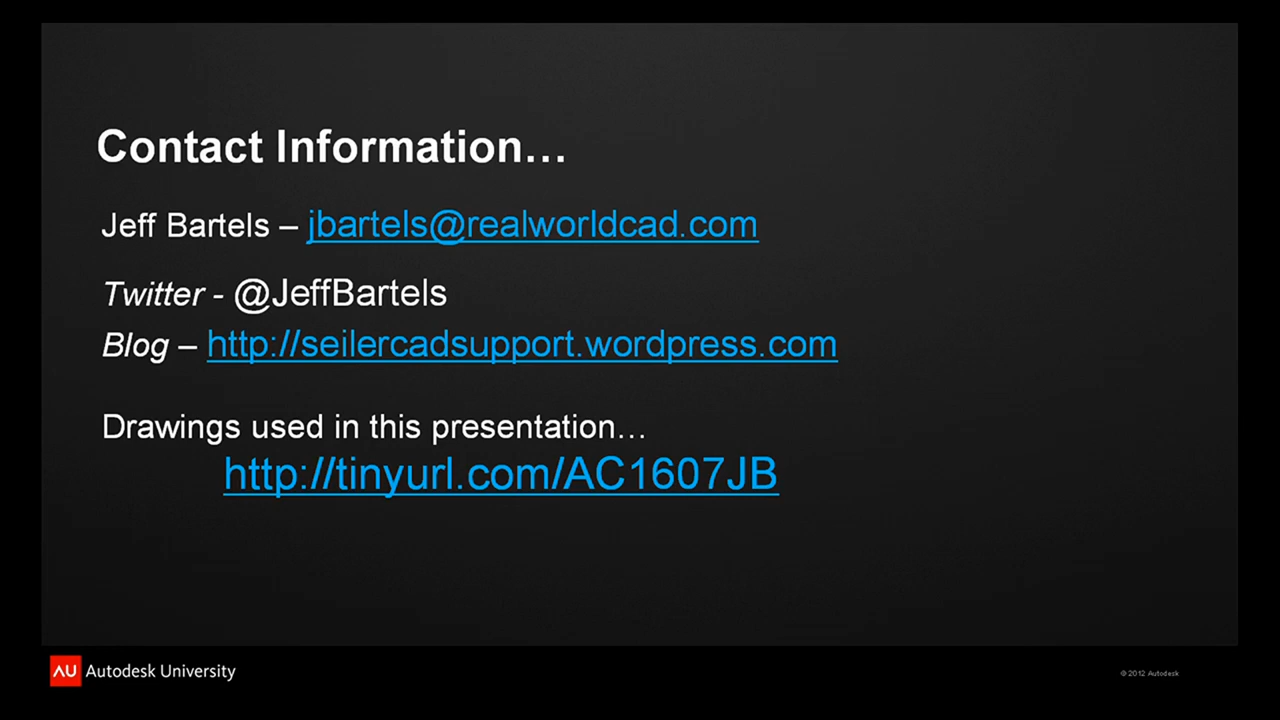 Contact Information…
Jeff Bartels – jbartels@realworldcad.com
Twitter - @JeffBartels
Blog – http://seilercadsupport.wordpress.com
Drawings used in this presentation…
http://tinyurl.com/AC1607JB
AU Autodesk University
© 2012 Autodesk